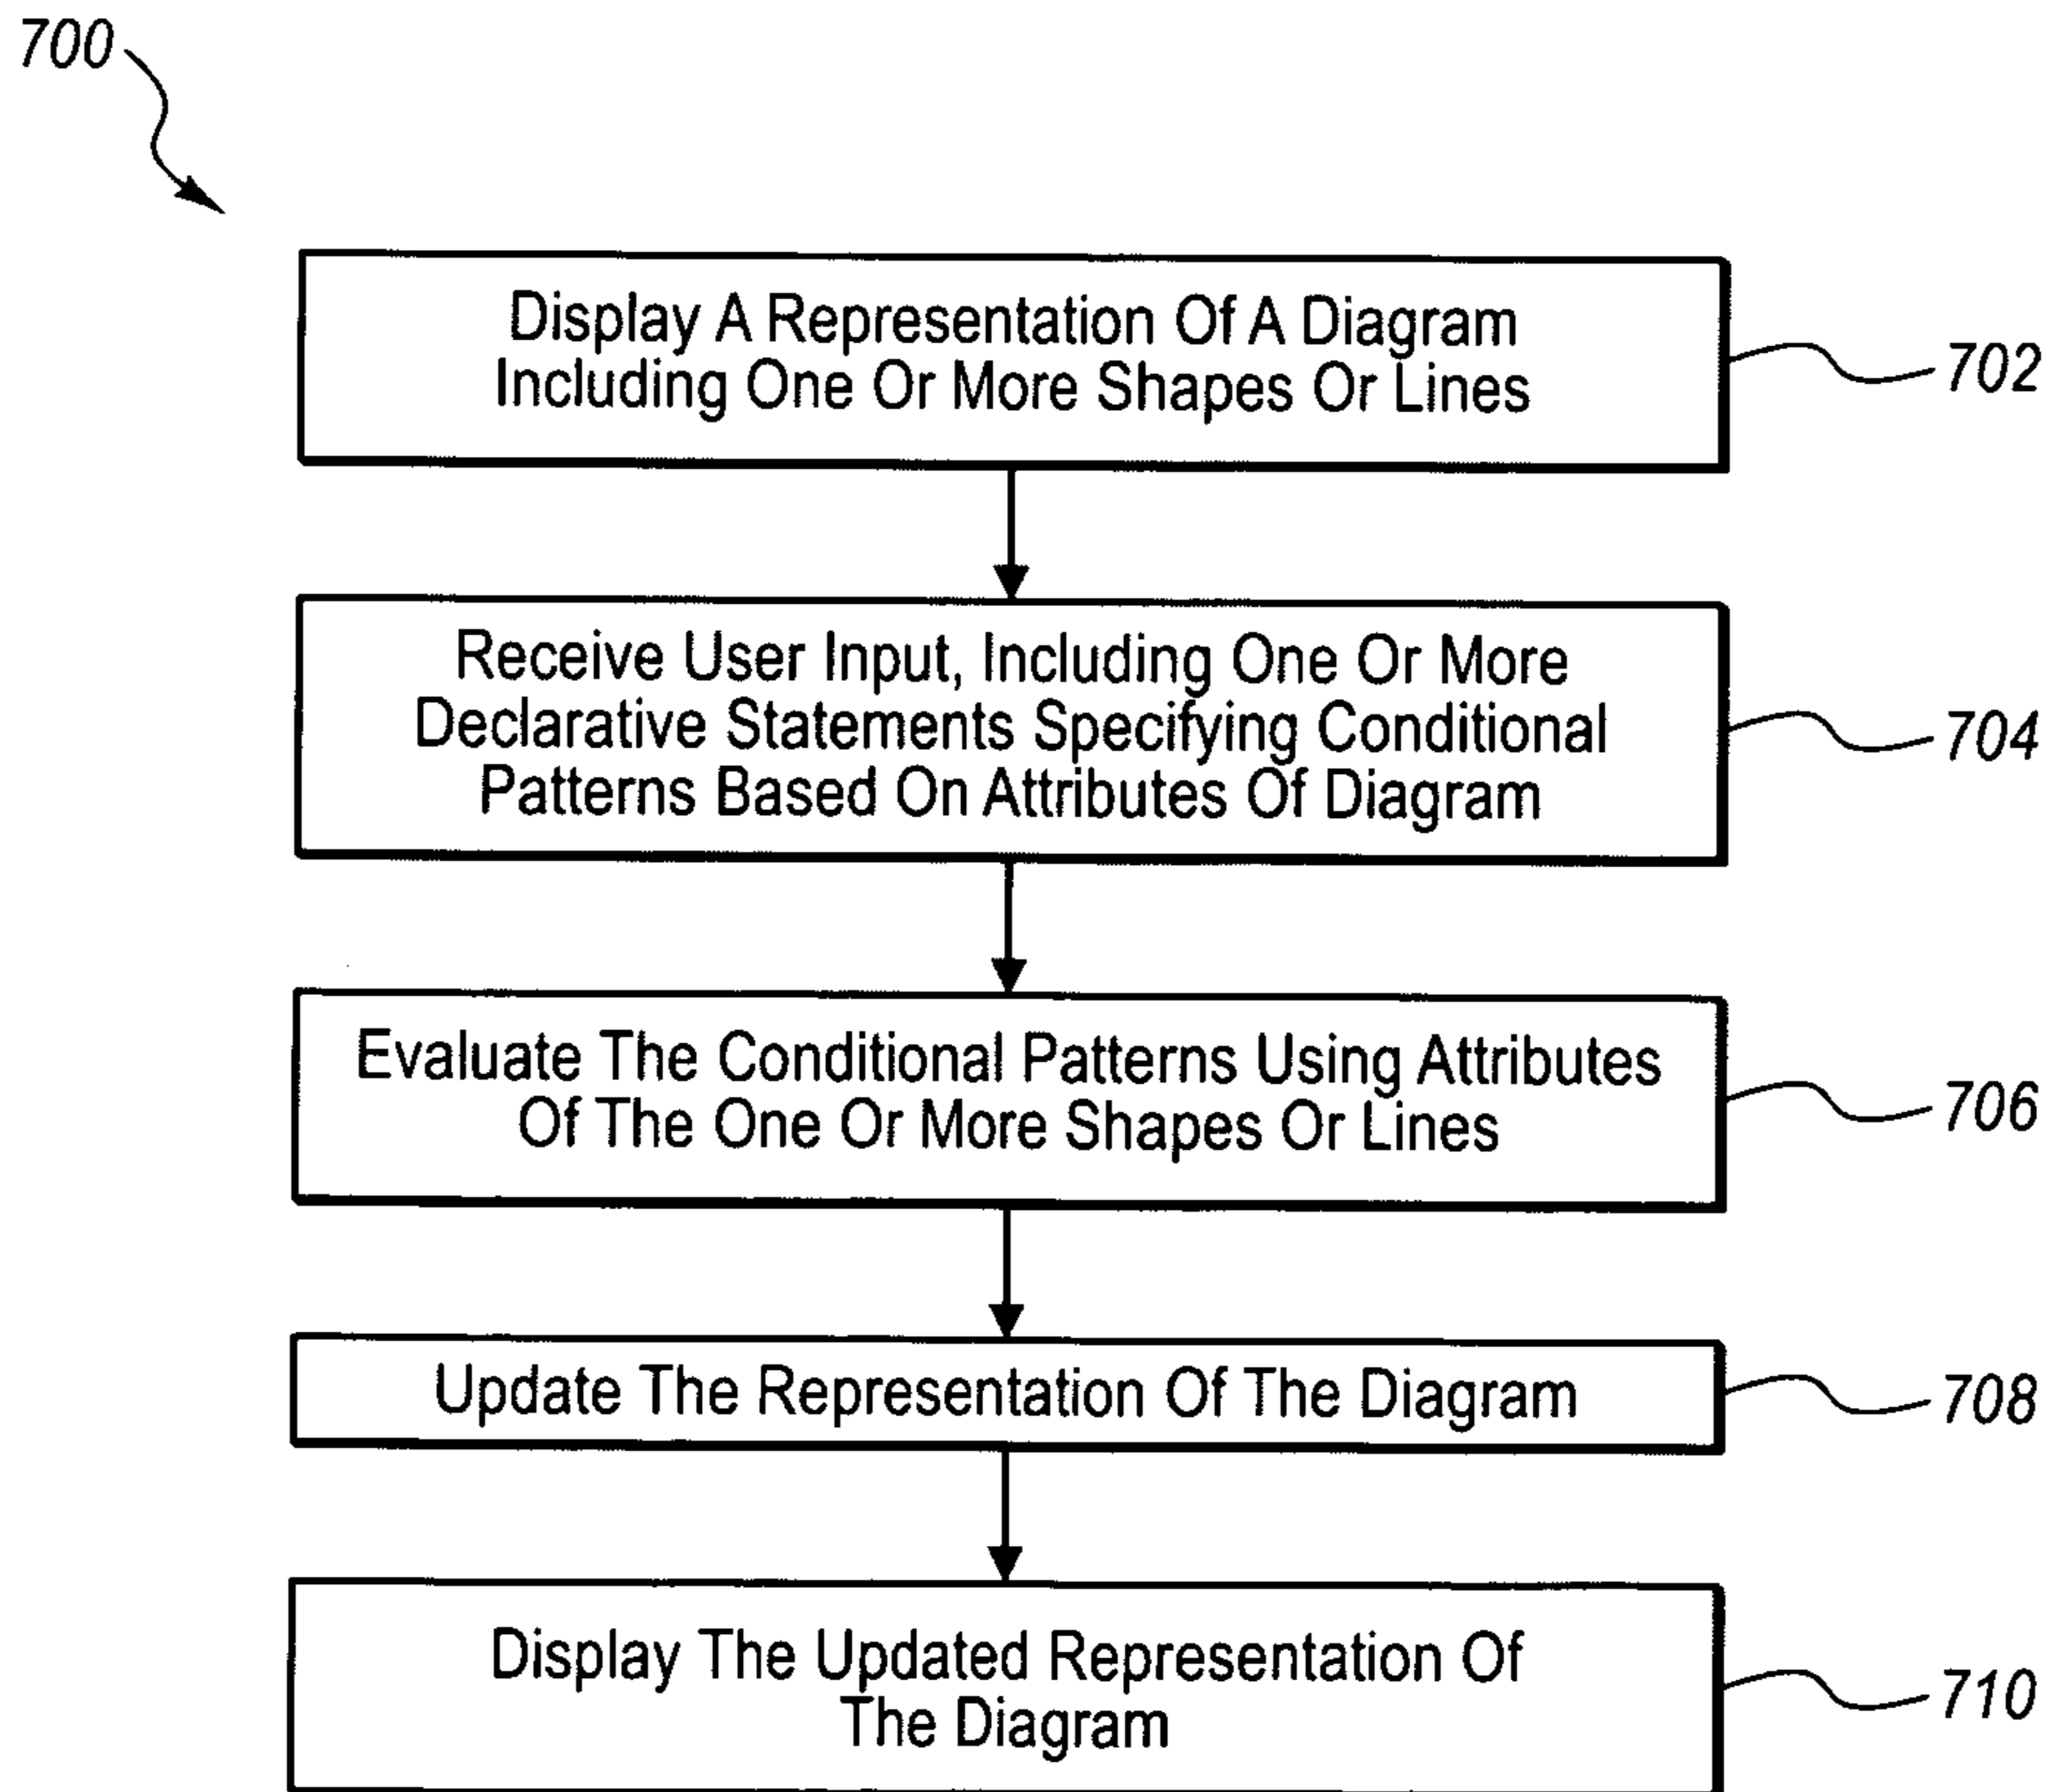 700
Display A Representation Of A Diagram
Including One Or More Shapes Or Lines
702
Receive User Input, Including One Or More
Declarative Statements Specifying Conditional
Patterns Based On Attributes Of Diagram
704
Evaluate The Conditional Patterns Using Attributes
Of The One Or More Shapes Or Lines
706
Update The Representation Of The Diagram
708
Display The Updated Representation Of
The Diagram
710